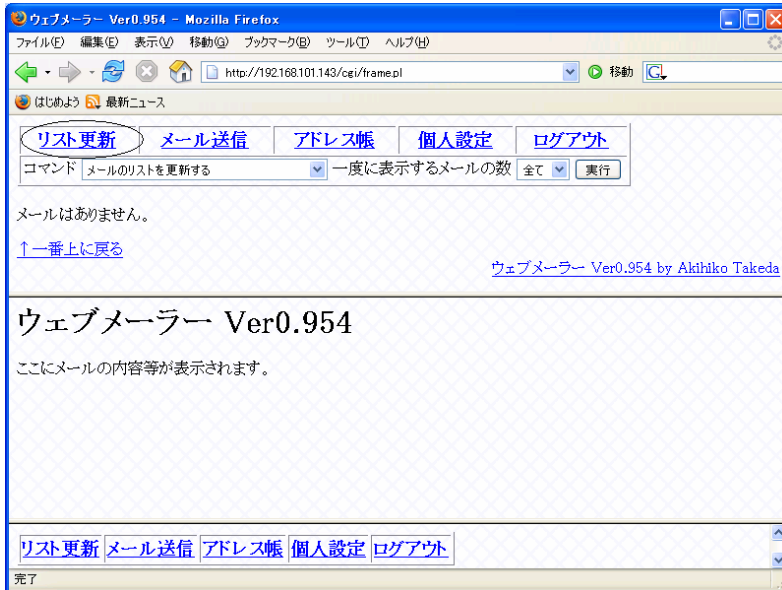 ウェブメーラー Ver0.954 - Mozilla Firefox
ファイル(F) 編集(E) 表示(V) 移動(G) ブックマーク(B) ツール(T) ヘルプ(H)
http://192.168.101.143/cgi/frame.pl 移動 G
はじめよう 最新ニュース
リスト更新 メール送信 アドレス帳 個人設定 ログアウト
コマンド メールのリストを更新する 一度に表示するメールの数 全て 実行
メールはありません。
↑一番上に戻る
ウェブメーラー Ver0.954 by Akihiko Takeda
ウェブメーラー Ver0.954
ここにメールの内容等が表示されます。
リスト更新 メール送信 アドレス帳 個人設定 ログアウト
完了